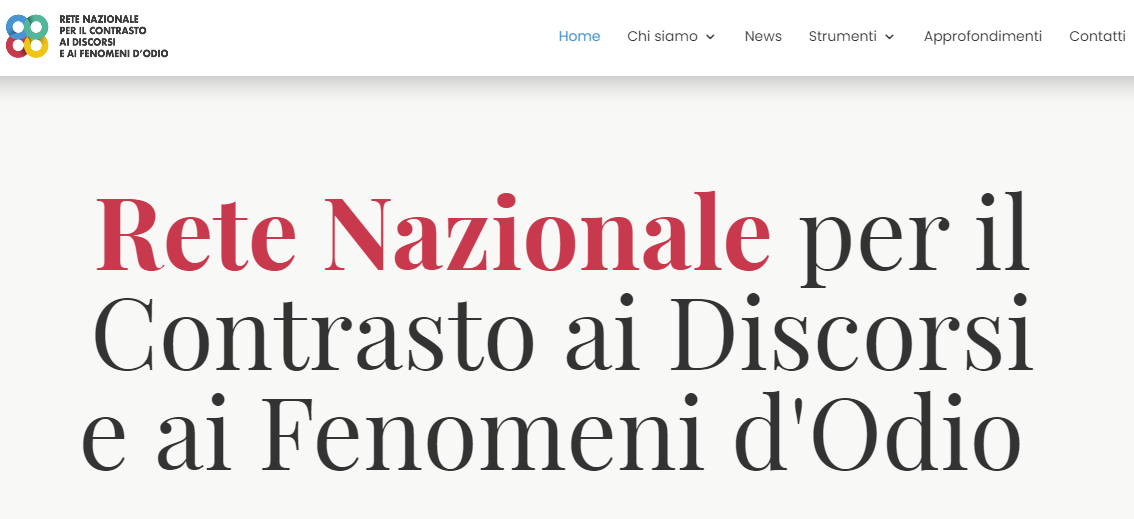 RETE NAZIONALE
PER IL CONTRASTO
AI DISCORSI
E AI FENOMENI D'ODIO
Home Chi siamo News Strumenti Approfondimenti Contatti
Rete Nazionale per il
Contrasto ai Discorsi
e ai Fenomeni d'Odio